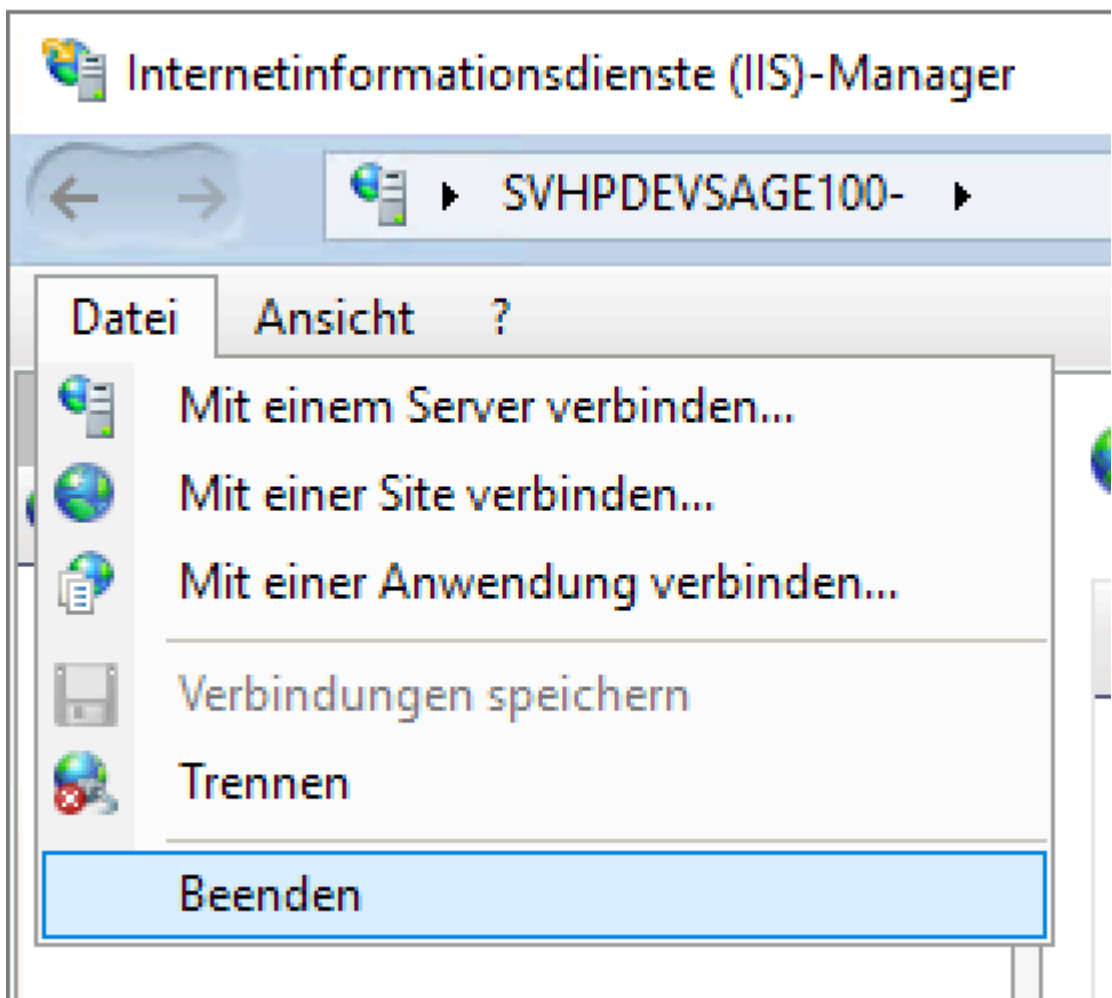 Internetinformationsdienste (IIS)-Manager
SVHPDEVSAGE100-
Datei Ansicht ?
Mit einem Server verbinden...
Mit einer Site verbinden...
Mit einer Anwendung verbinden...
Verbindungen speichern
Trennen
Beenden